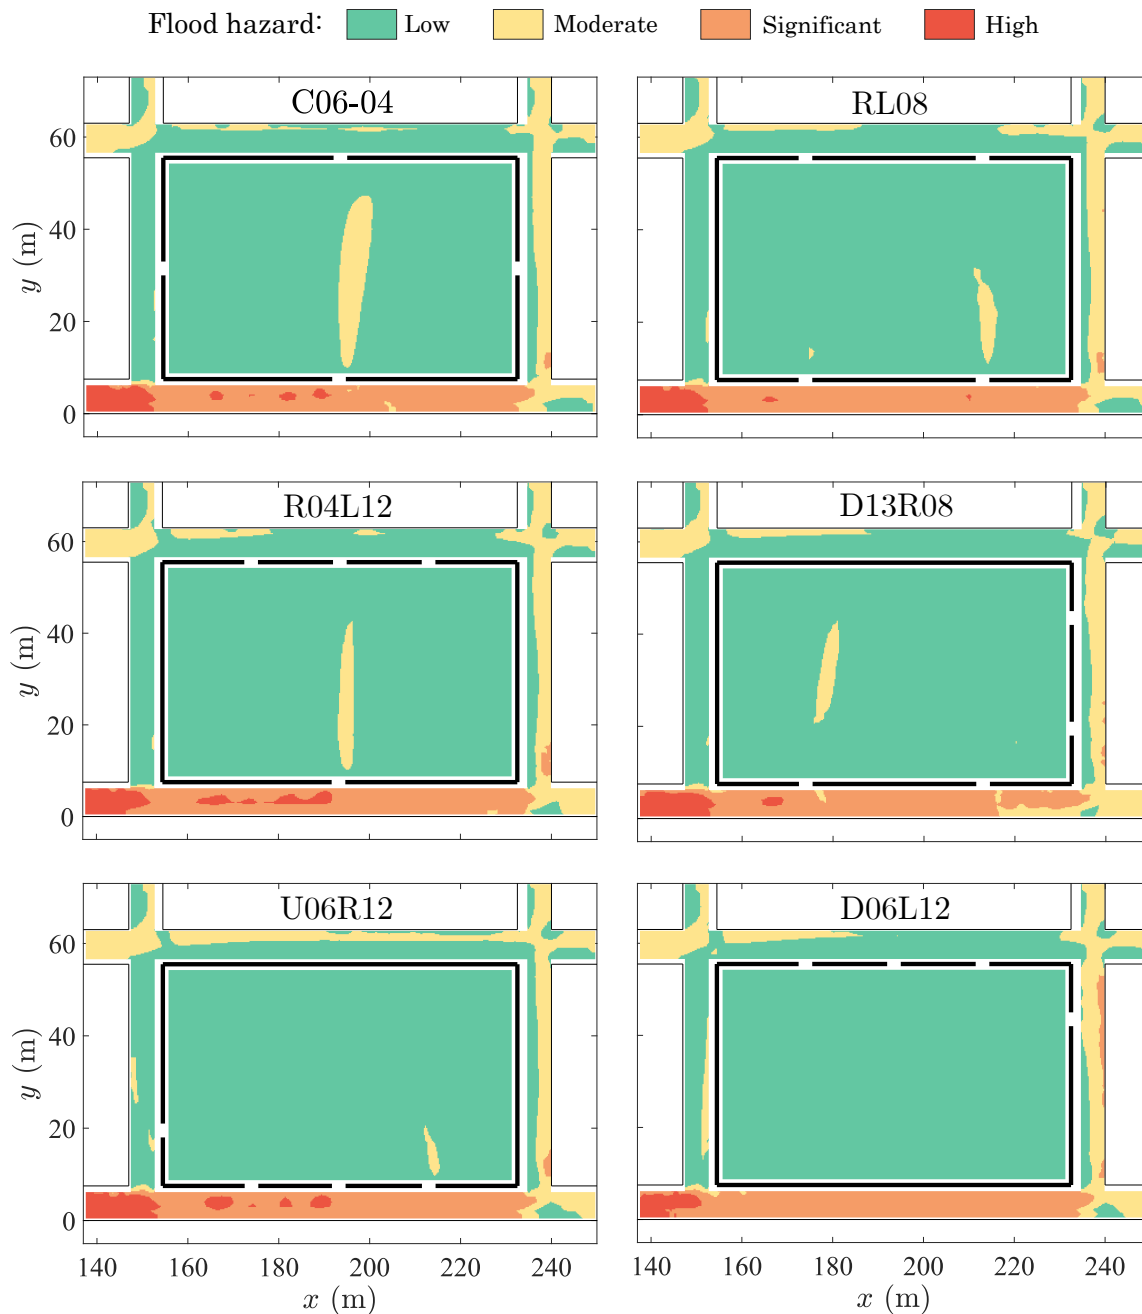 Flood hazard: Low Moderate Significant High
C06-04 RL08
60
40
20
0
y (m)
R04L12 D13R08
60
40
20
0
y (m)
U06R12 D06L12
60
40
20
0
y (m)
140 160 180 200 220 240 140 160 180 200 220 240
x (m) x (m)